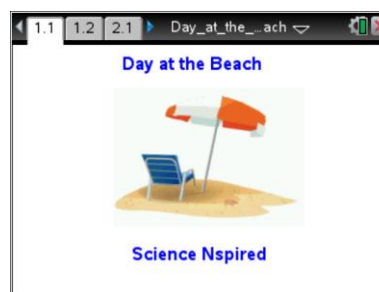 1.1 1.2 2.1 Day_at_the_...ach
Day at the Beach
Science Nspired